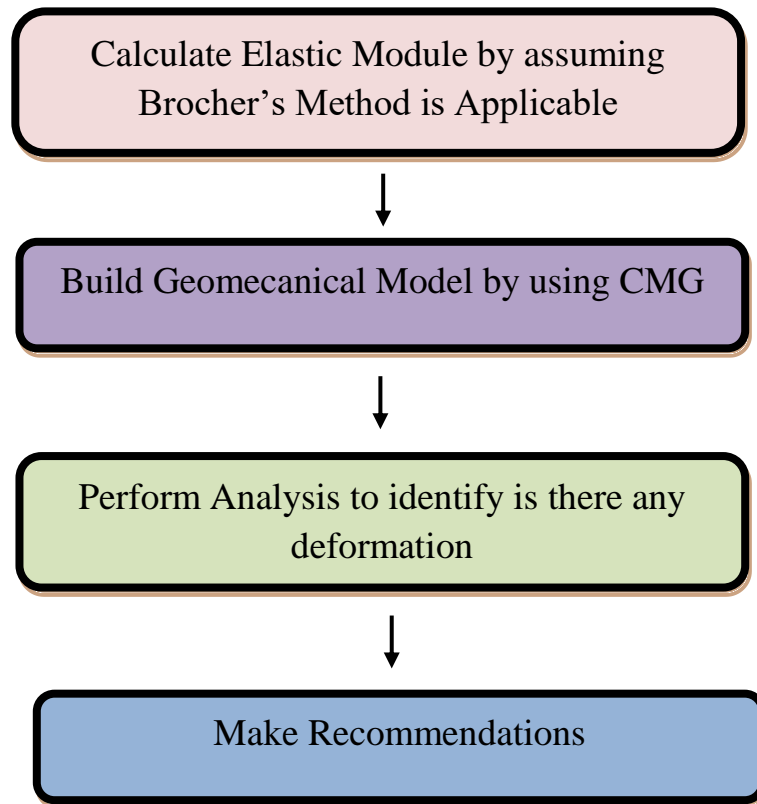 Calculate Elastic Module by assuming
Brocher’s Method is Applicable
Build Geomecanical Model by using CMG
Perform Analysis to identify is there any
deformation
Make Recommendations